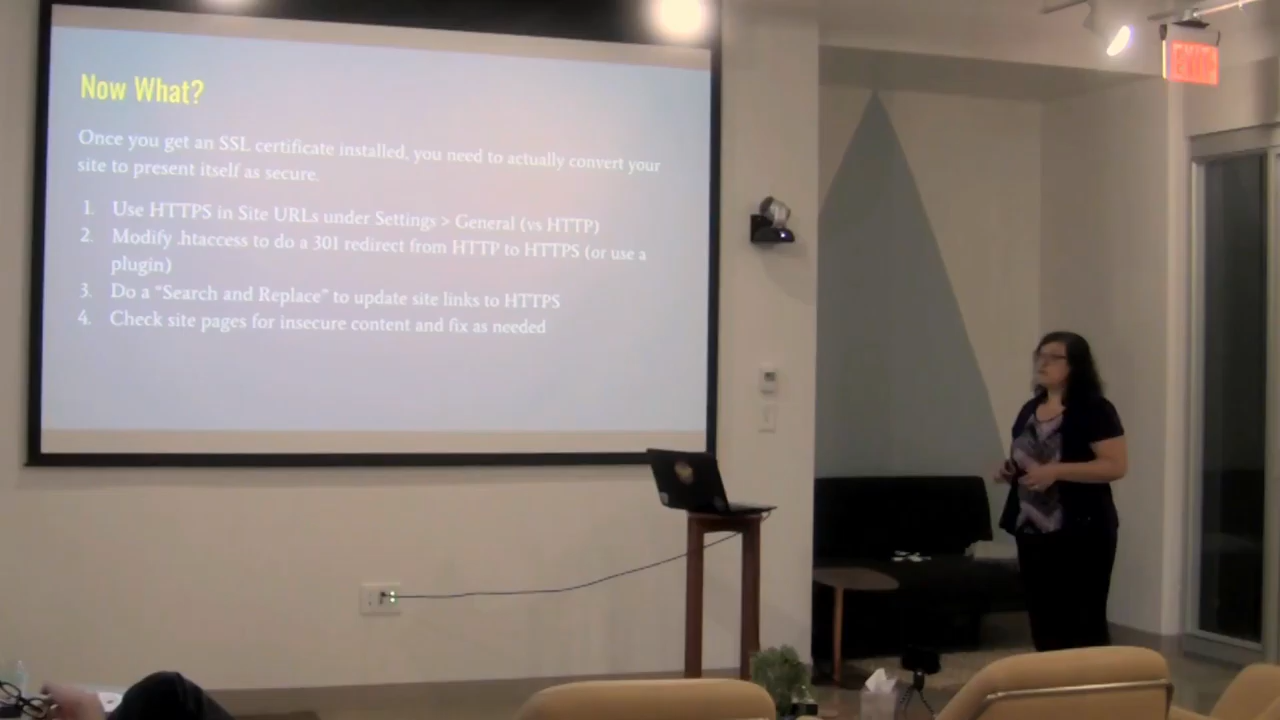 Now What?
Once you get an SSL certificate installed, you need to actually convert your
site to present itself as secure.
1. Use HTTPS in Site URLs under Settings > General (vs HTTP)
2. Modify .htaccess to do a 301 redirect from HTTP to HTTPS (or use a
plugin)
3. Do a “Search and Replace” to update site links to HTTPS
4. Check site pages for insecure content and fix as needed
EXIT